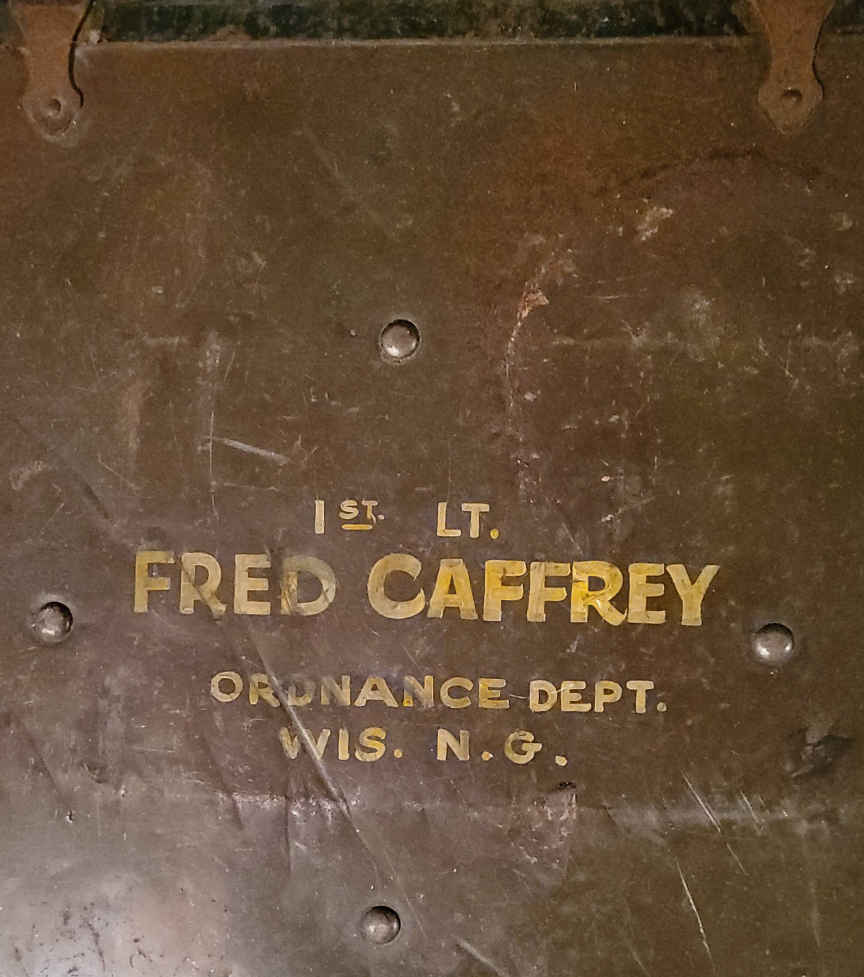 1ST. LT.
FRED CAFFREY
ORDNANCE DEPT.
WIS. N.G.